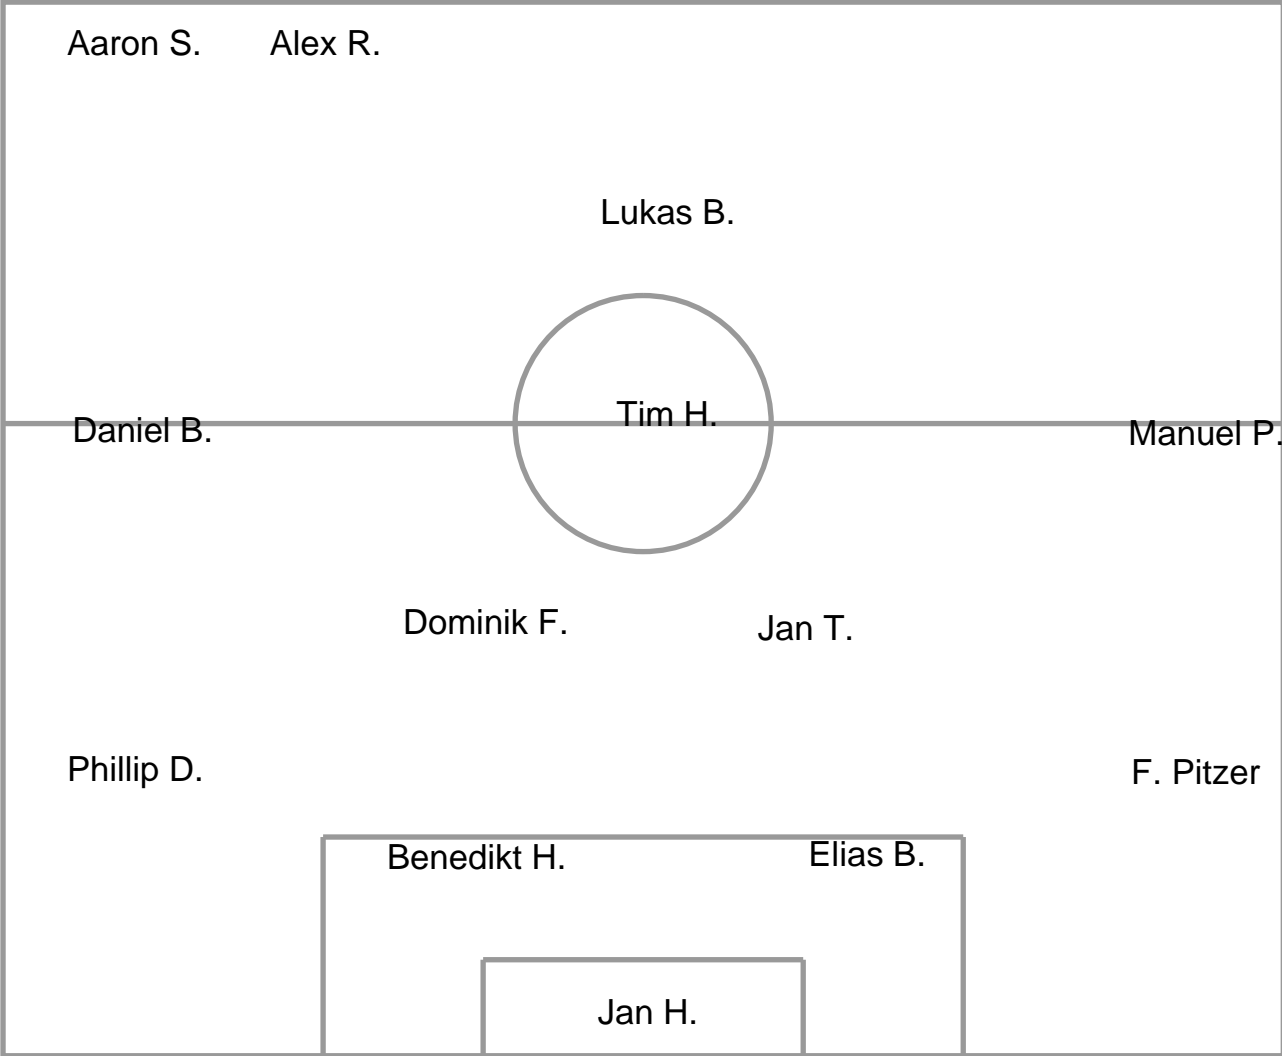 Aaron S. Alex R.
Lukas B.
Tim H.
Daniel B. Manuel P.
Dominik F. Jan T.
Phillip D. F. Pitzer
Benedikt H. Elias B.
Jan H.